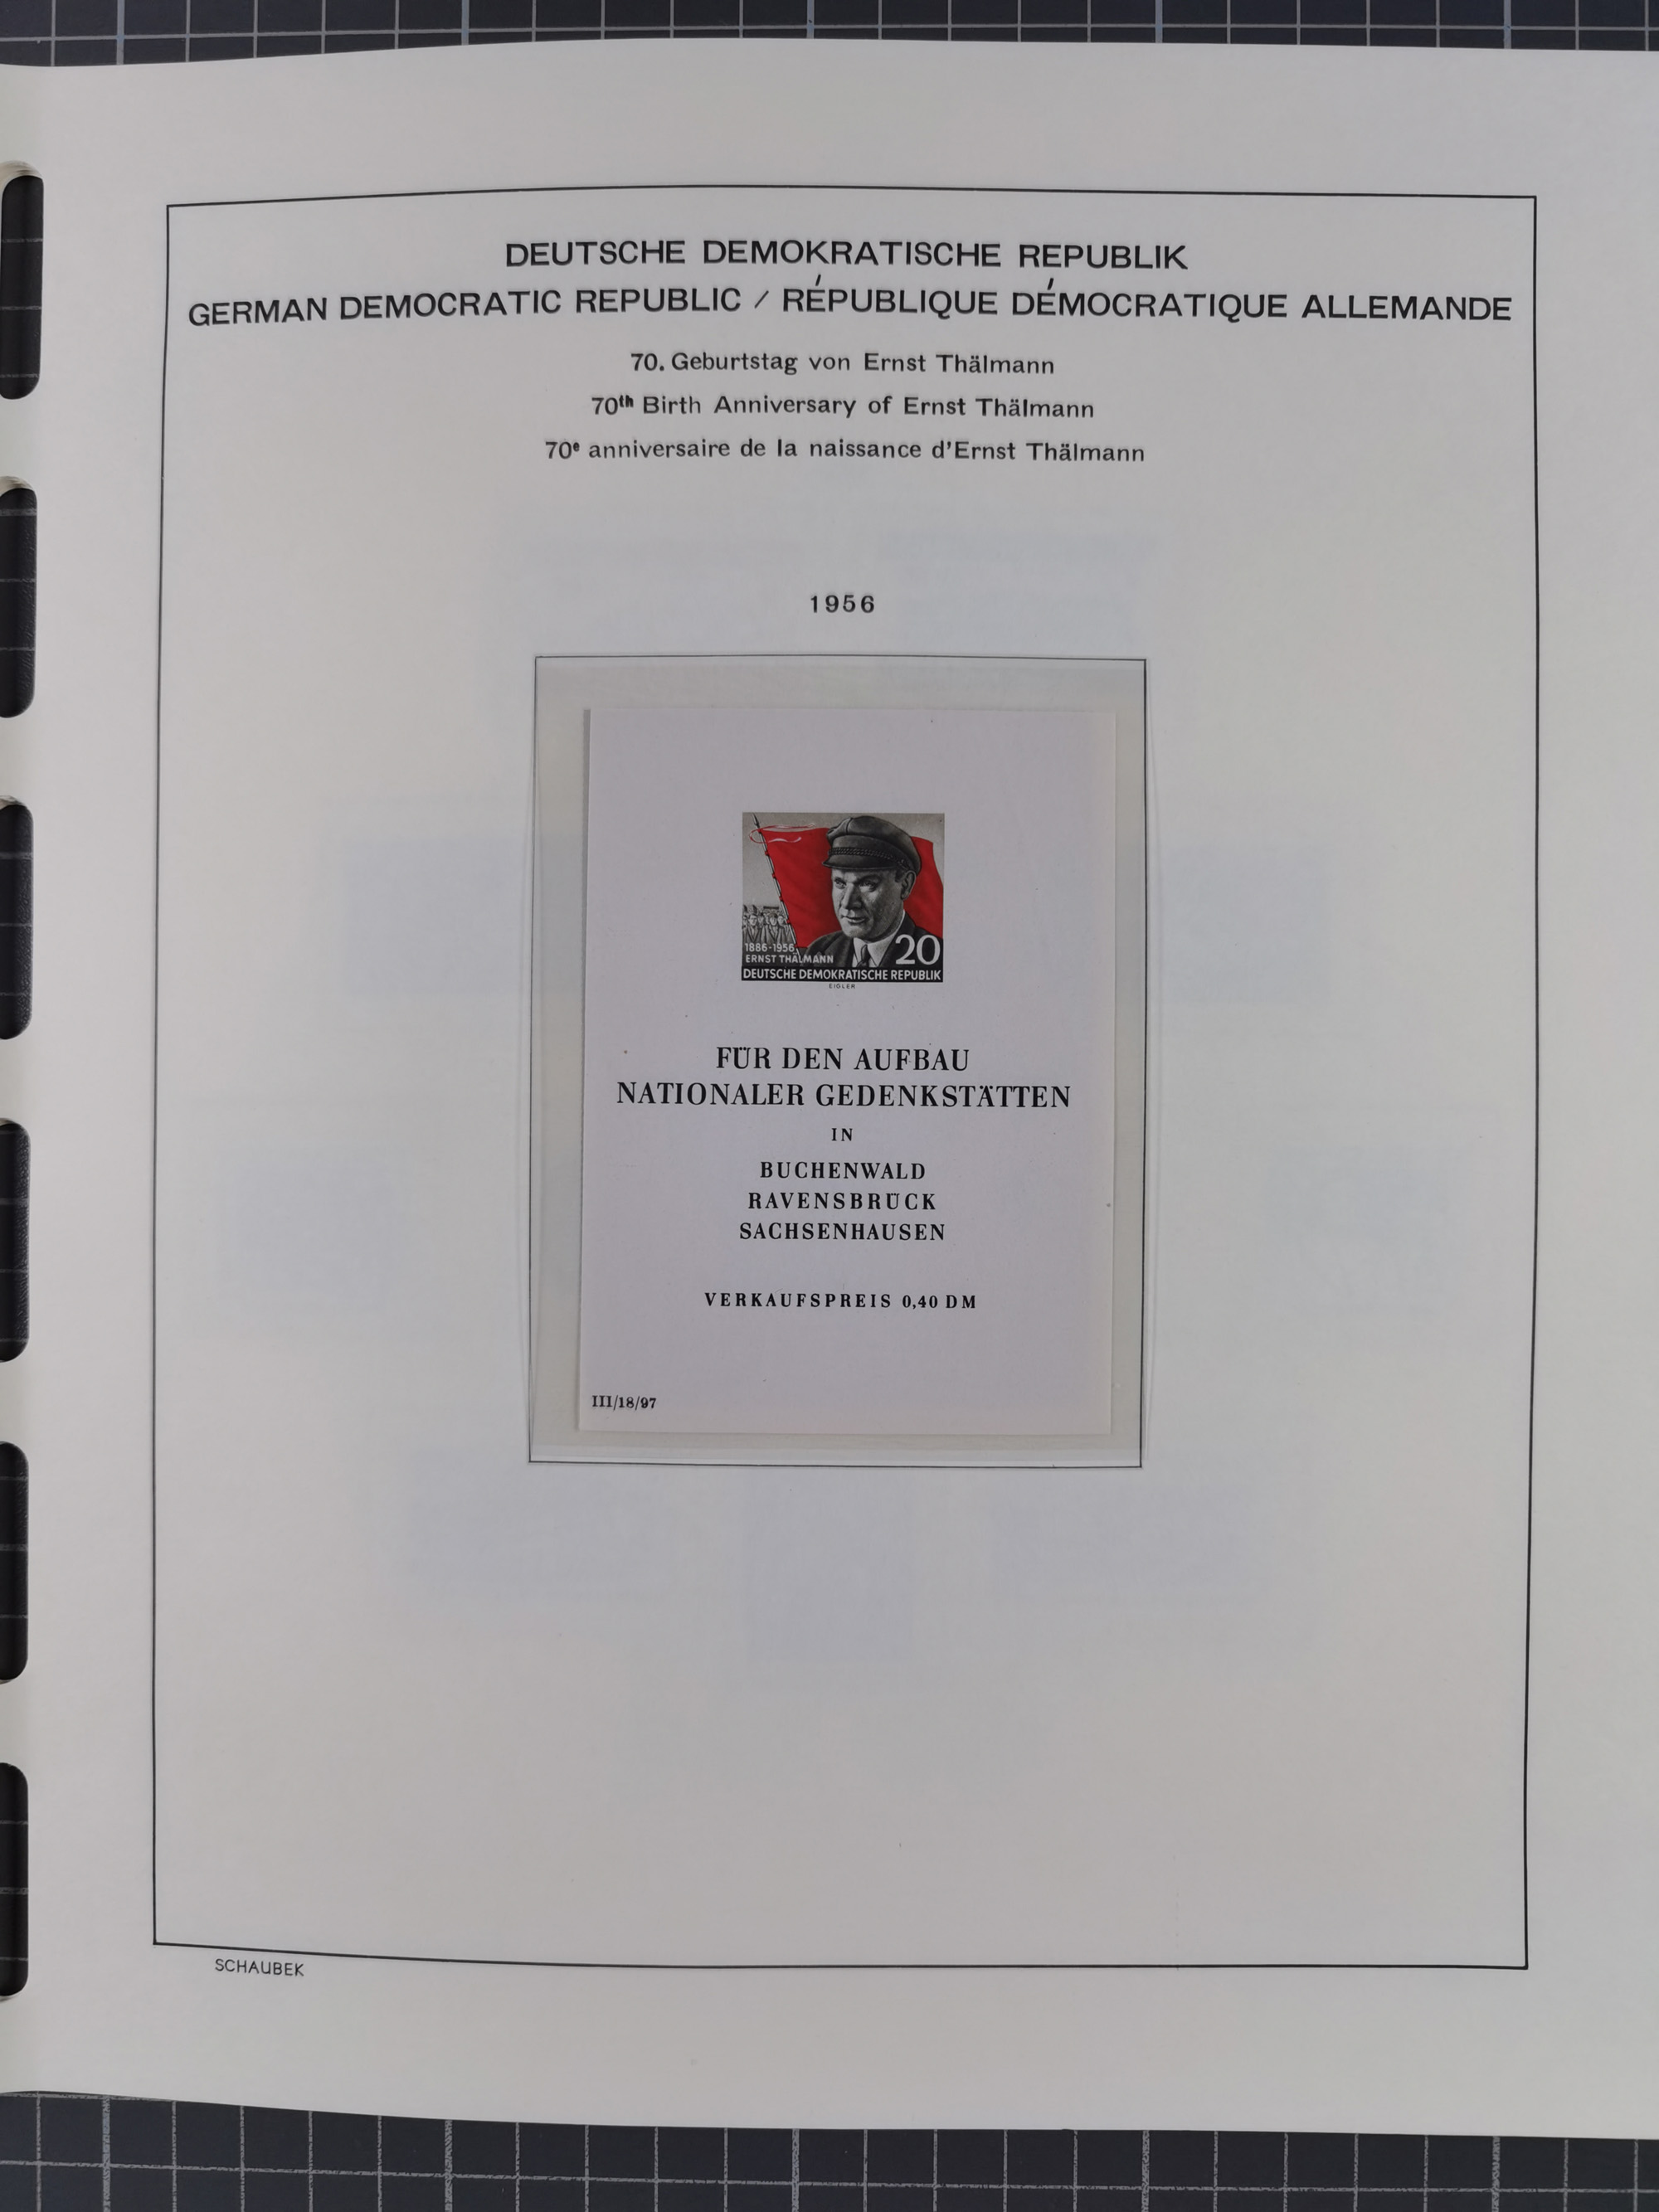 DEUTSCHE DEMOKRATISCHE REPUBLIK
GERMAN DEMOCRATIC REPUBLIC / RÉPUBLIQUE DÉMOCRATIQUE ALLEMANDE
70. Geburtstag von Ernst Thälmann
70th Birth Anniversary of Ernst Thälmann
70e anniversaire de la naissance d'Ernst Thälmann
1956
1886-1956
ERNST THÄLMANN
20
DEUTSCHE DEMOKRATISCHE REPUBLIK
EIGLER
FÜR DEN AUFBAU
NATIONALER GEDENKSTÄTTEN
IN
BUCHENWALD
RAVENSBRÜCK
SACHSENHAUSEN
VERKAUFSPREIS 0,40 DM
III/18/97
SCHAUBEK